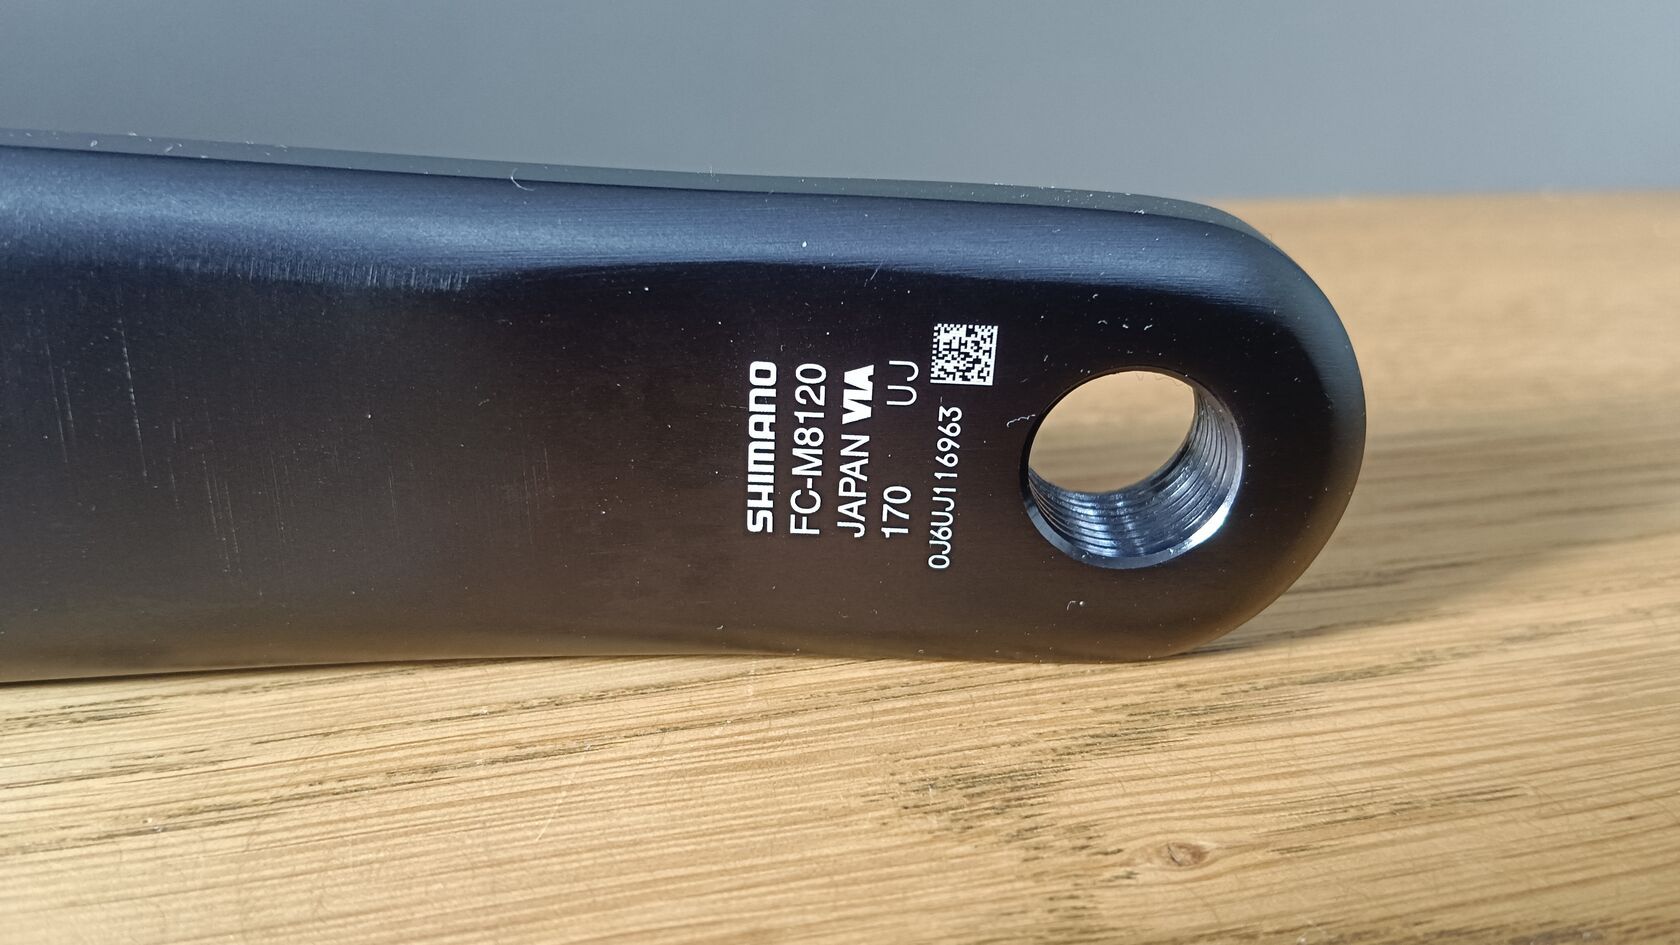 SHIMANO
FC-M8120
JAPAN VIA
170 UJ
0J6UJ116963